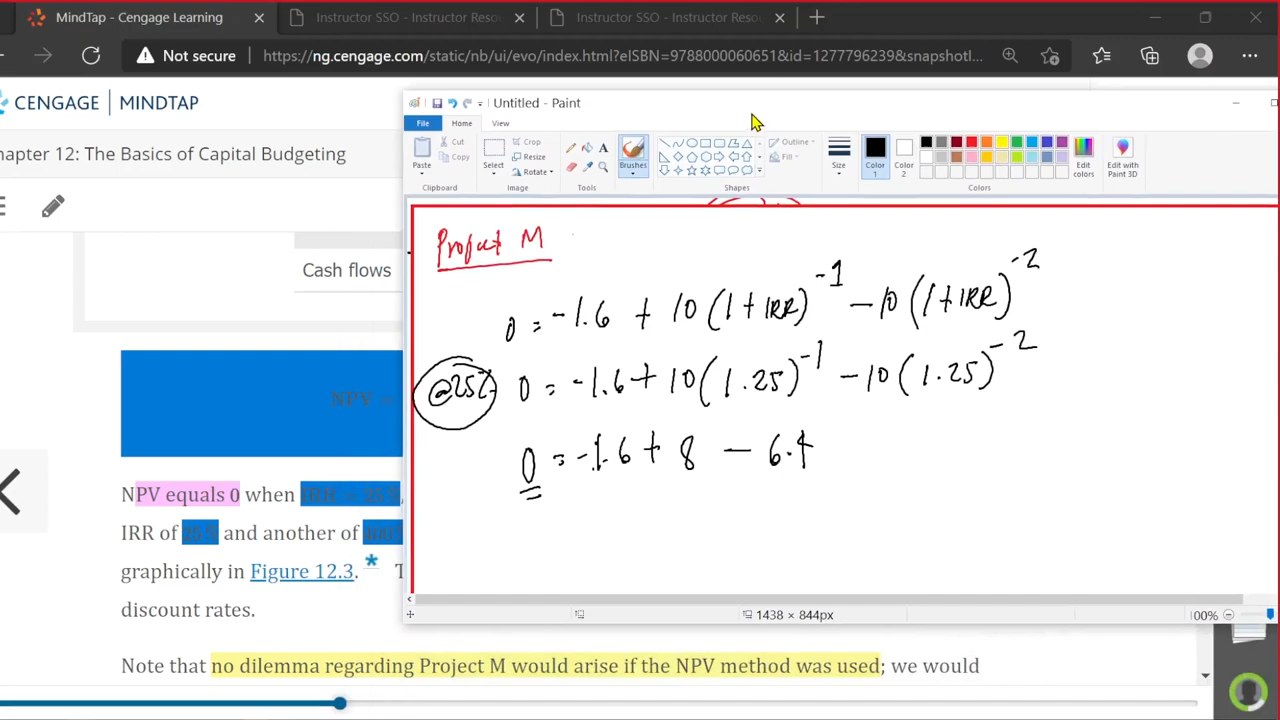 MindTap - Cengage Learning
Instructor SSO - Instructor Reso
Instructor SSO - Instructor Reso
Not secure
https://ng.cengage.com/static/nb/ui/evo/index.html?eISBN=9788000060651&id=1277796239&snapshotI...
CENGAGE MINDTAP
hapter 12: The Basics of Capital Budgeting
Untitled - Paint
File Home View
Paste Cut Copy
Clipboard
Select Crop Resize Rotate
Image
Tools
Brushes
Shapes
Outline Fill
Size
Color 1
Color 2
Colors
Edit colors
Edit with Paint 3D
Project M
0 = -1.6 + 10 (1+IRR)^-1 - 10 (1+IRR)^-2
@25% 0 = -1.6 + 10 (1.25)^-1 - 10 (1.25)^-2
0 = -1.6 + 8 - 6.4
1438 × 844px
00%
Cash flows
NPV =
NPV equals 0 when IRR = 25%,
IRR of 25% and another of 400%
graphically in Figure 12.3. * T
discount rates.
Note that no dilemma regarding Project M would arise if the NPV method was used; we would